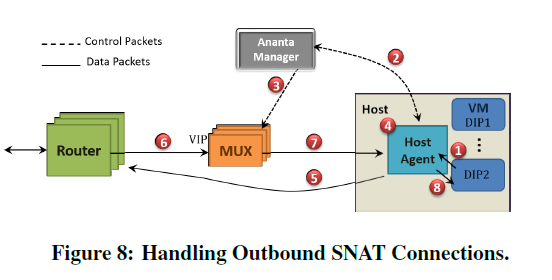 Control Packets
Data Packets
Ananta
Manager
2
3
Host
4
VM
DIP1
Router
6
VIP
MUX
7
Host
Agent
1
8
DIP2
5
Figure 8: Handling Outbound SNAT Connections.